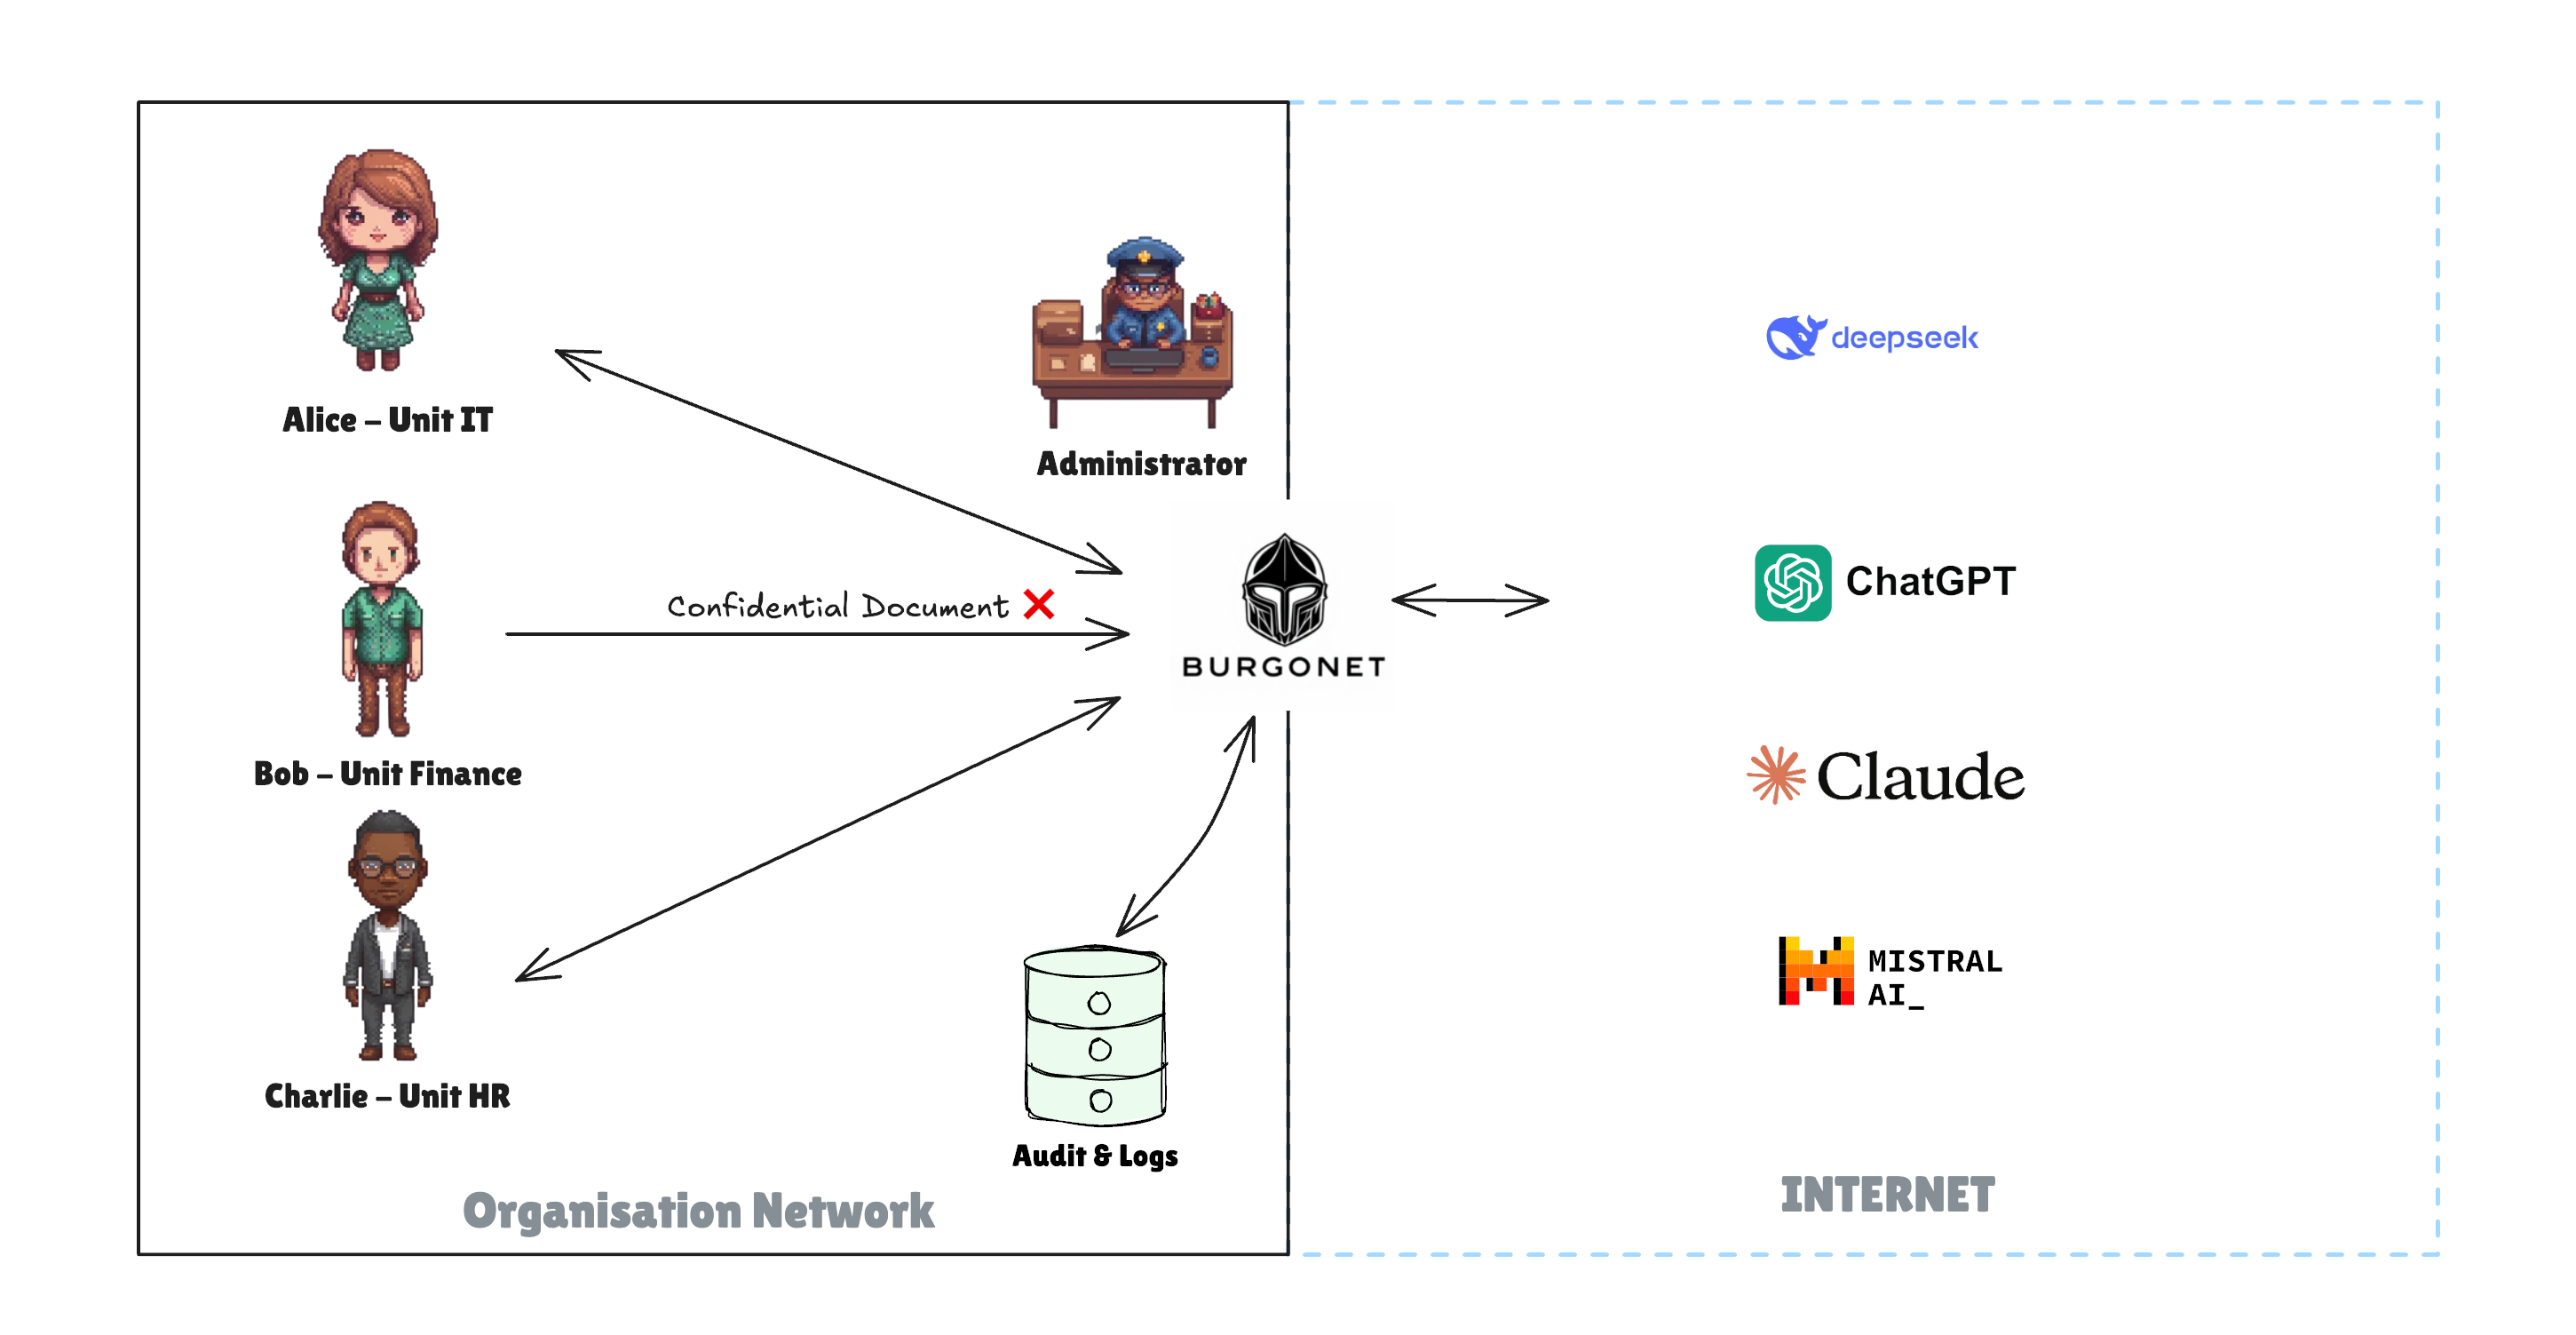 Alice – Unit IT
Administrator
Confidential Document
Bob – Unit Finance
BURGONET
Charlie – Unit HR
Audit & Logs
Organisation Network
deepseek
ChatGPT
Claude
MISTRAL
AI_
INTERNET